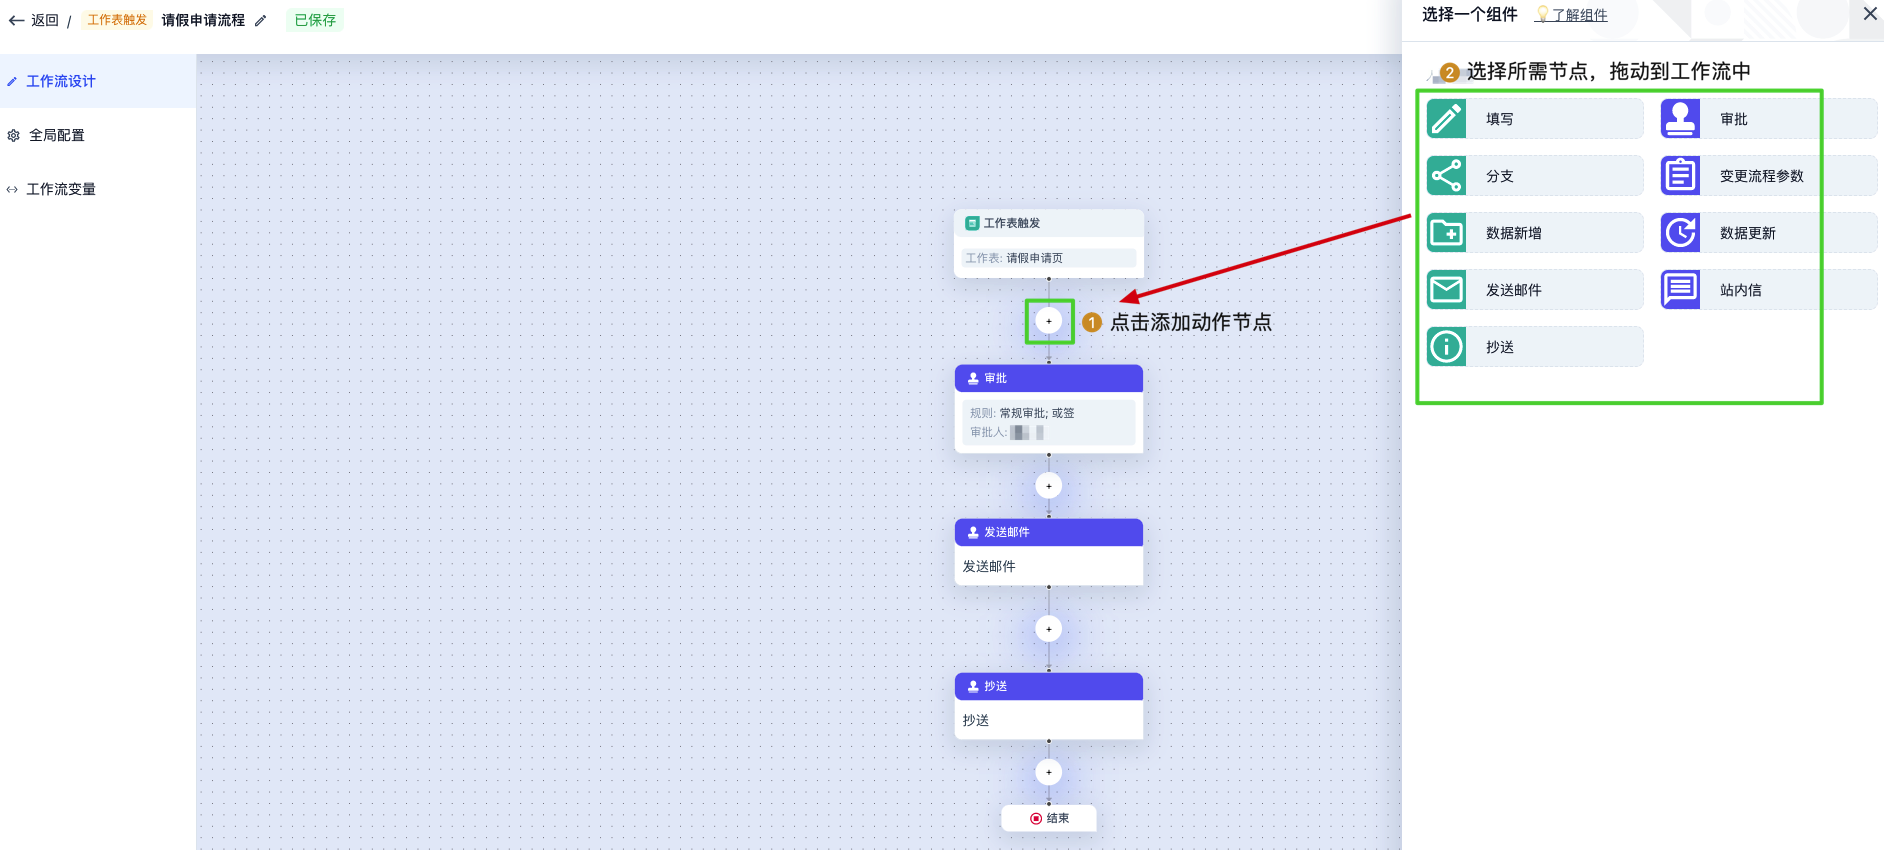 返回 / 工作表触发 请假申请流程 已保存
工作流设计
全局配置
工作流变量
工作表触发
工作表: 请假申请页
+
1 点击添加动作节点
审批
规则: 常规审批; 或签
审批人:
+
发送邮件
发送邮件
+
抄送
抄送
+
结束
选择一个组件 了解组件
2 选择所需节点，拖动到工作流中
填写
审批
分支
变更流程参数
数据新增
数据更新
发送邮件
站内信
抄送